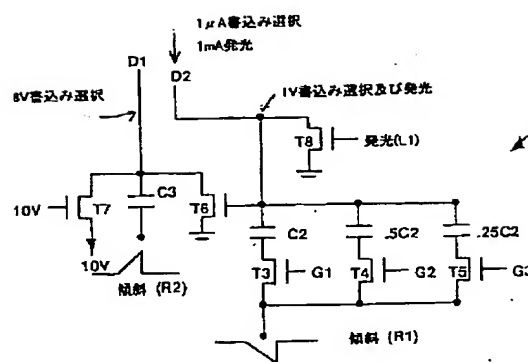 1μA書込み選択
1mA発光
D1
D2
8V書込み選択
1V書込み選択及び発光
T8
発光(L1)
10V
T7
C3
T6
C2
.5C2
.25C2
10V
T3
G1
T4
G2
T5
G3
傾斜 (R2)
傾斜 (R1)